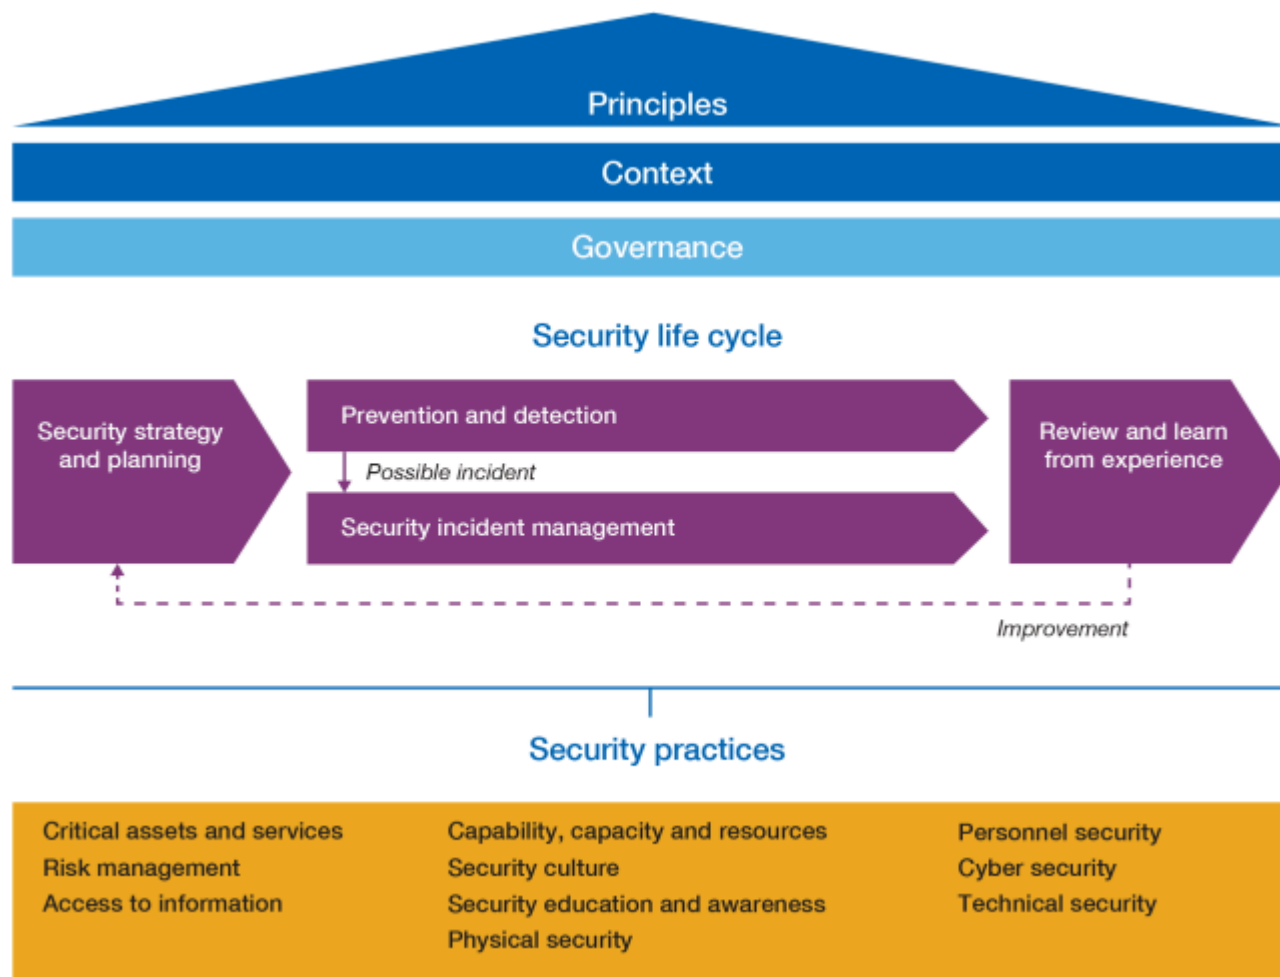 Principles
Context
Governance
Security life cycle
Security strategy
and planning
Prevention and detection
Possible incident
Security incident management
Review and learn
from experience
Improvement
Security practices
Critical assets and services
Risk management
Access to information
Capability, capacity and resources
Security culture
Security education and awareness
Physical security
Personnel security
Cyber security
Technical security